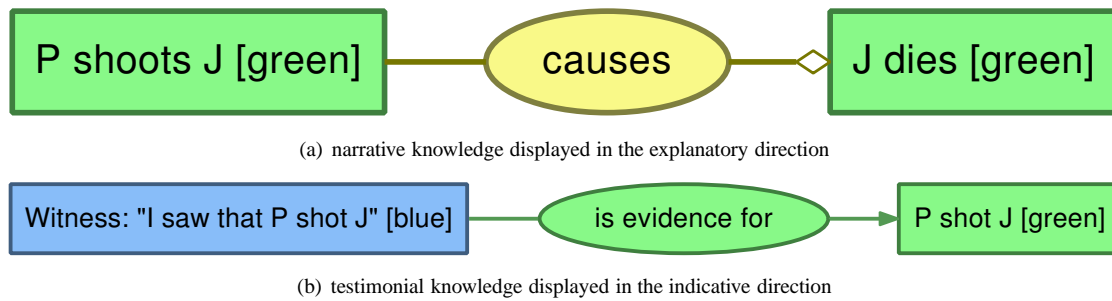 P shoots J [green] causes J dies [green]
(a) narrative knowledge displayed in the explanatory direction
Witness: "I saw that P shot J" [blue] is evidence for P shot J [green]
(b) testimonial knowledge displayed in the indicative direction